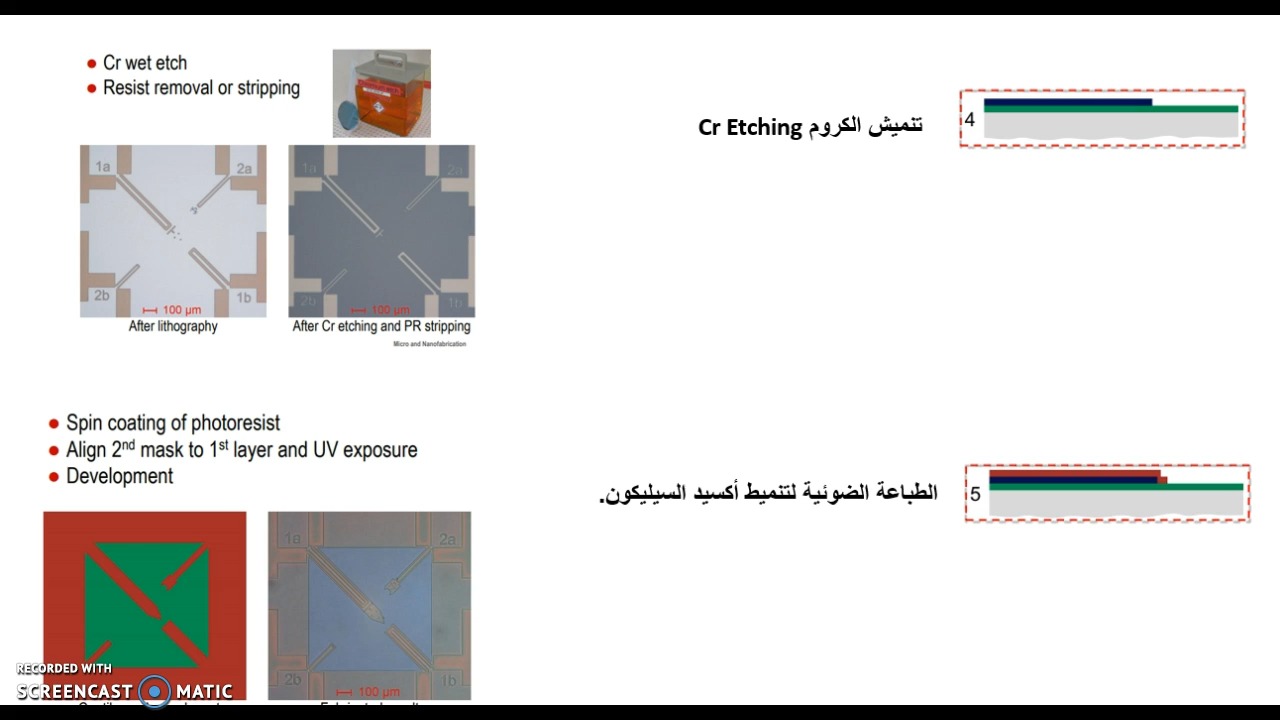 Cr wet etch
Resist removal or stripping
تنميش الكروم Cr Etching
4
1a
2a
2b
1b
100 µm
1a
2a
2b
1b
100 µm
After lithography
After Cr etching and PR stripping
Micro and Nanofabrication
Spin coating of photoresist
Align 2nd mask to 1st layer and UV exposure
Development
الطباعة الضوئية لتنميط أكسيد السيليكون.
5
1a
2a
2b
1b
100 µm
RECORDED WITH
SCREENCAST MATIC